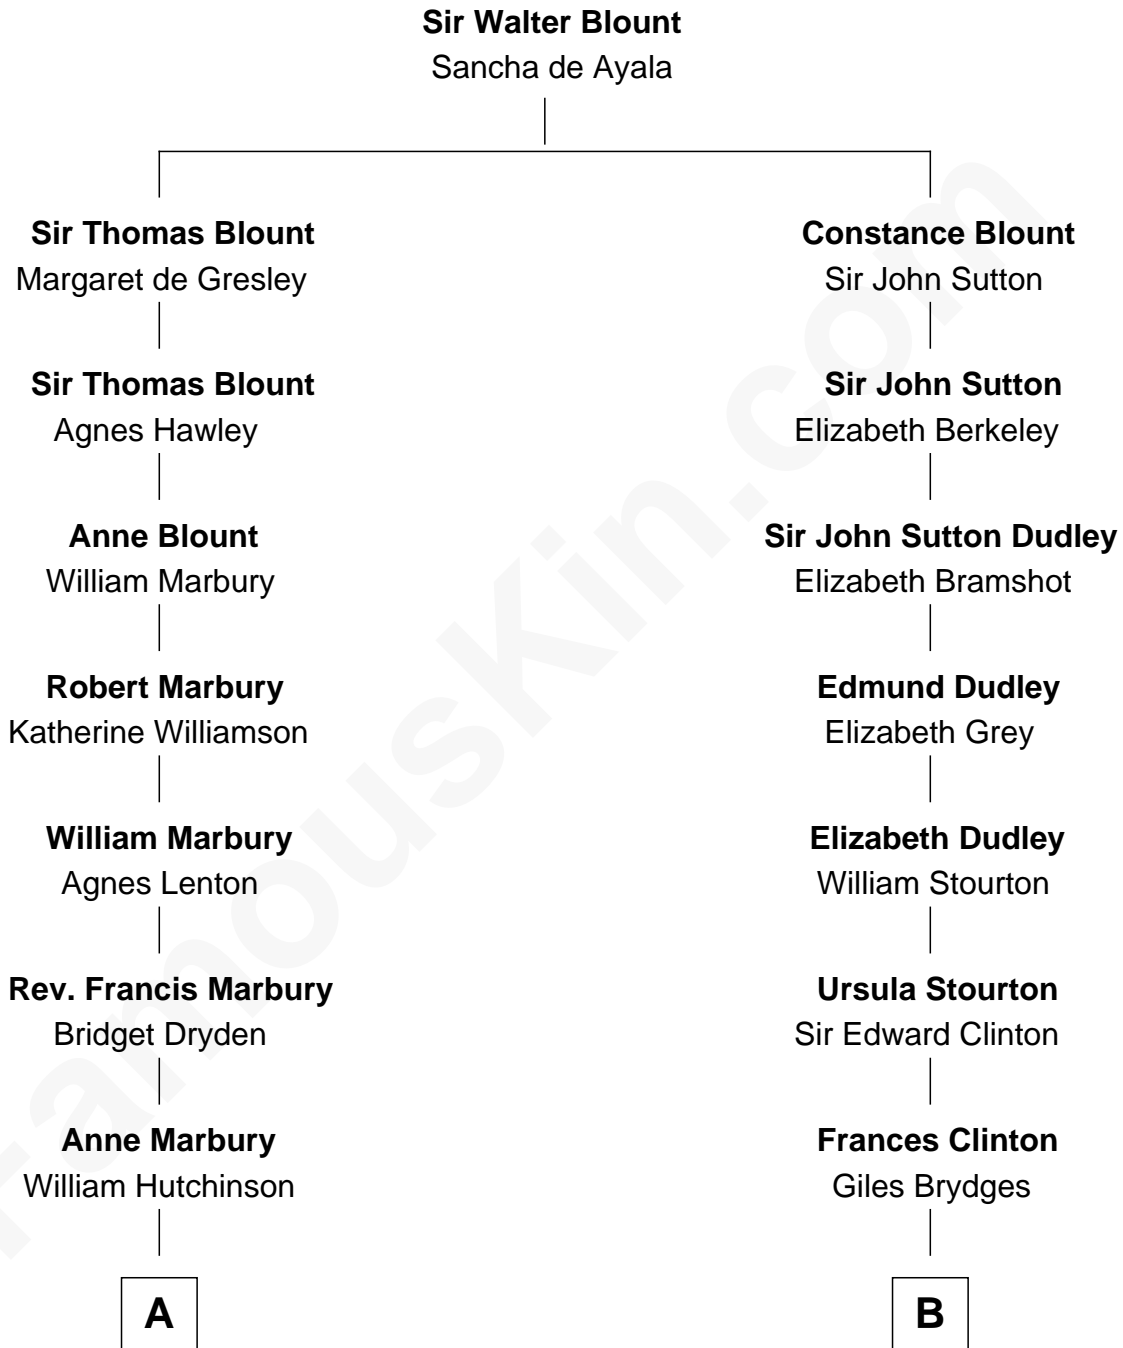 Sir Walter Blount
Sancha de Ayala
Sir Thomas Blount
Margaret de Gresley
Sir Thomas Blount
Agnes Hawley
Anne Blount
William Marbury
Robert Marbury
Katherine Williamson
William Marbury
Agnes Lenton
Rev. Francis Marbury
Bridget Dryden
Anne Marbury
William Hutchinson
A
Constance Blount
Sir John Sutton
Sir John Sutton
Elizabeth Berkeley
Sir John Sutton Dudley
Elizabeth Bramshot
Edmund Dudley
Elizabeth Grey
Elizabeth Dudley
William Stourton
Ursula Stourton
Sir Edward Clinton
Frances Clinton
Giles Brydges
B
FamousKin.com